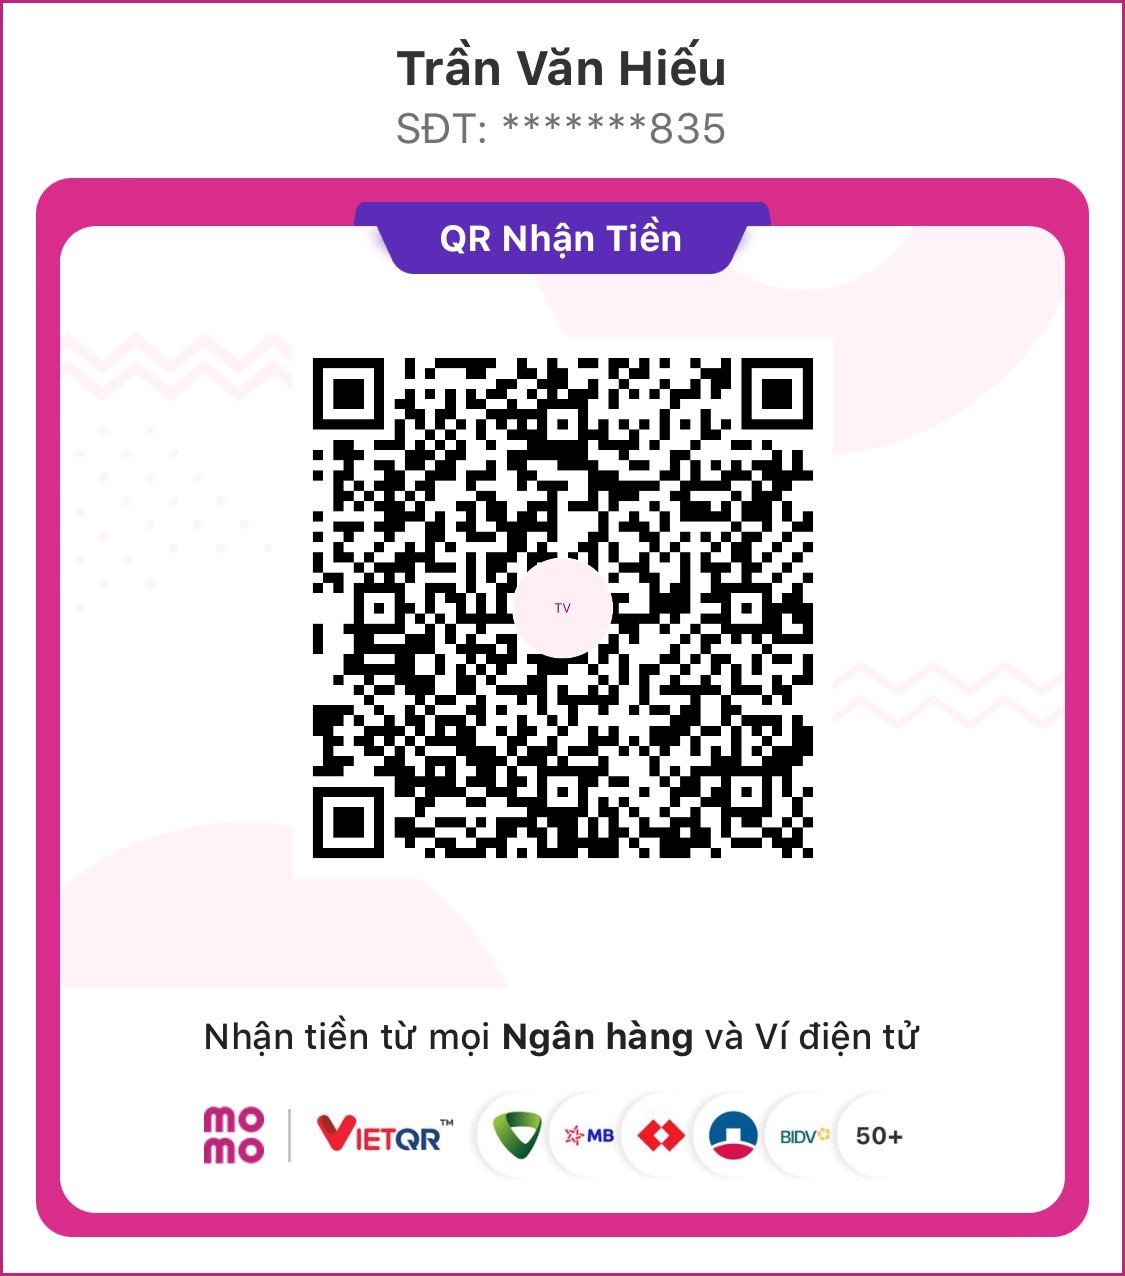 Trần Văn Hiếu
SĐT: *******835
QR Nhận Tiền
TV
Nhận tiền từ mọi Ngân hàng và Ví điện tử
mo
mo
VIETQR™
MB
BIDV
50+